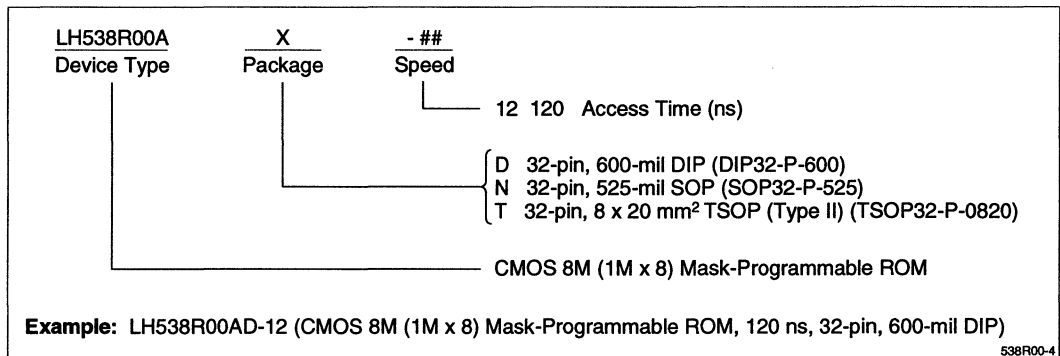 LH538R00A X - ##
Device Type Package Speed
12 120 Access Time (ns)
D 32-pin, 600-mil DIP (DIP32-P-600)
N 32-pin, 525-mil SOP (SOP32-P-525)
T 32-pin, 8 x 20 mm² TSOP (Type II) (TSOP32-P-0820)
CMOS 8M (1M x 8) Mask-Programmable ROM
Example: LH538R00AD-12 (CMOS 8M (1M x 8) Mask-Programmable ROM, 120 ns, 32-pin, 600-mil DIP)
538R00-4